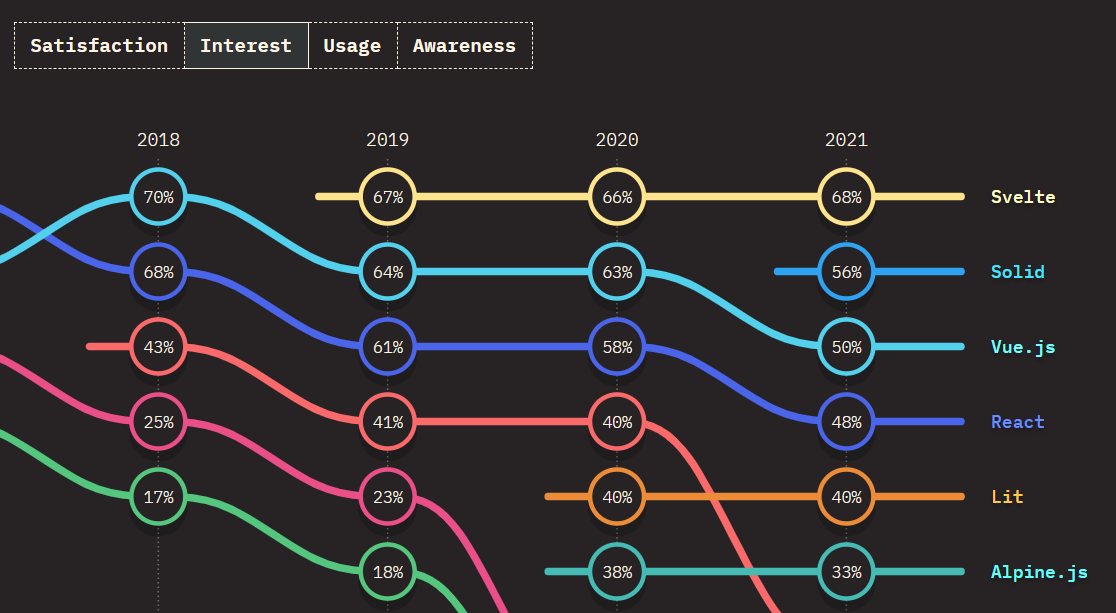 Satisfaction Interest Usage Awareness
2018 2019 2020 2021
70% 67% 66% 68% Svelte
68% 64% 63% 56% Solid
43% 61% 58% 50% Vue.js
25% 41% 40% 48% React
17% 23% 40% 40% Lit
18% 38% 33% Alpine.js